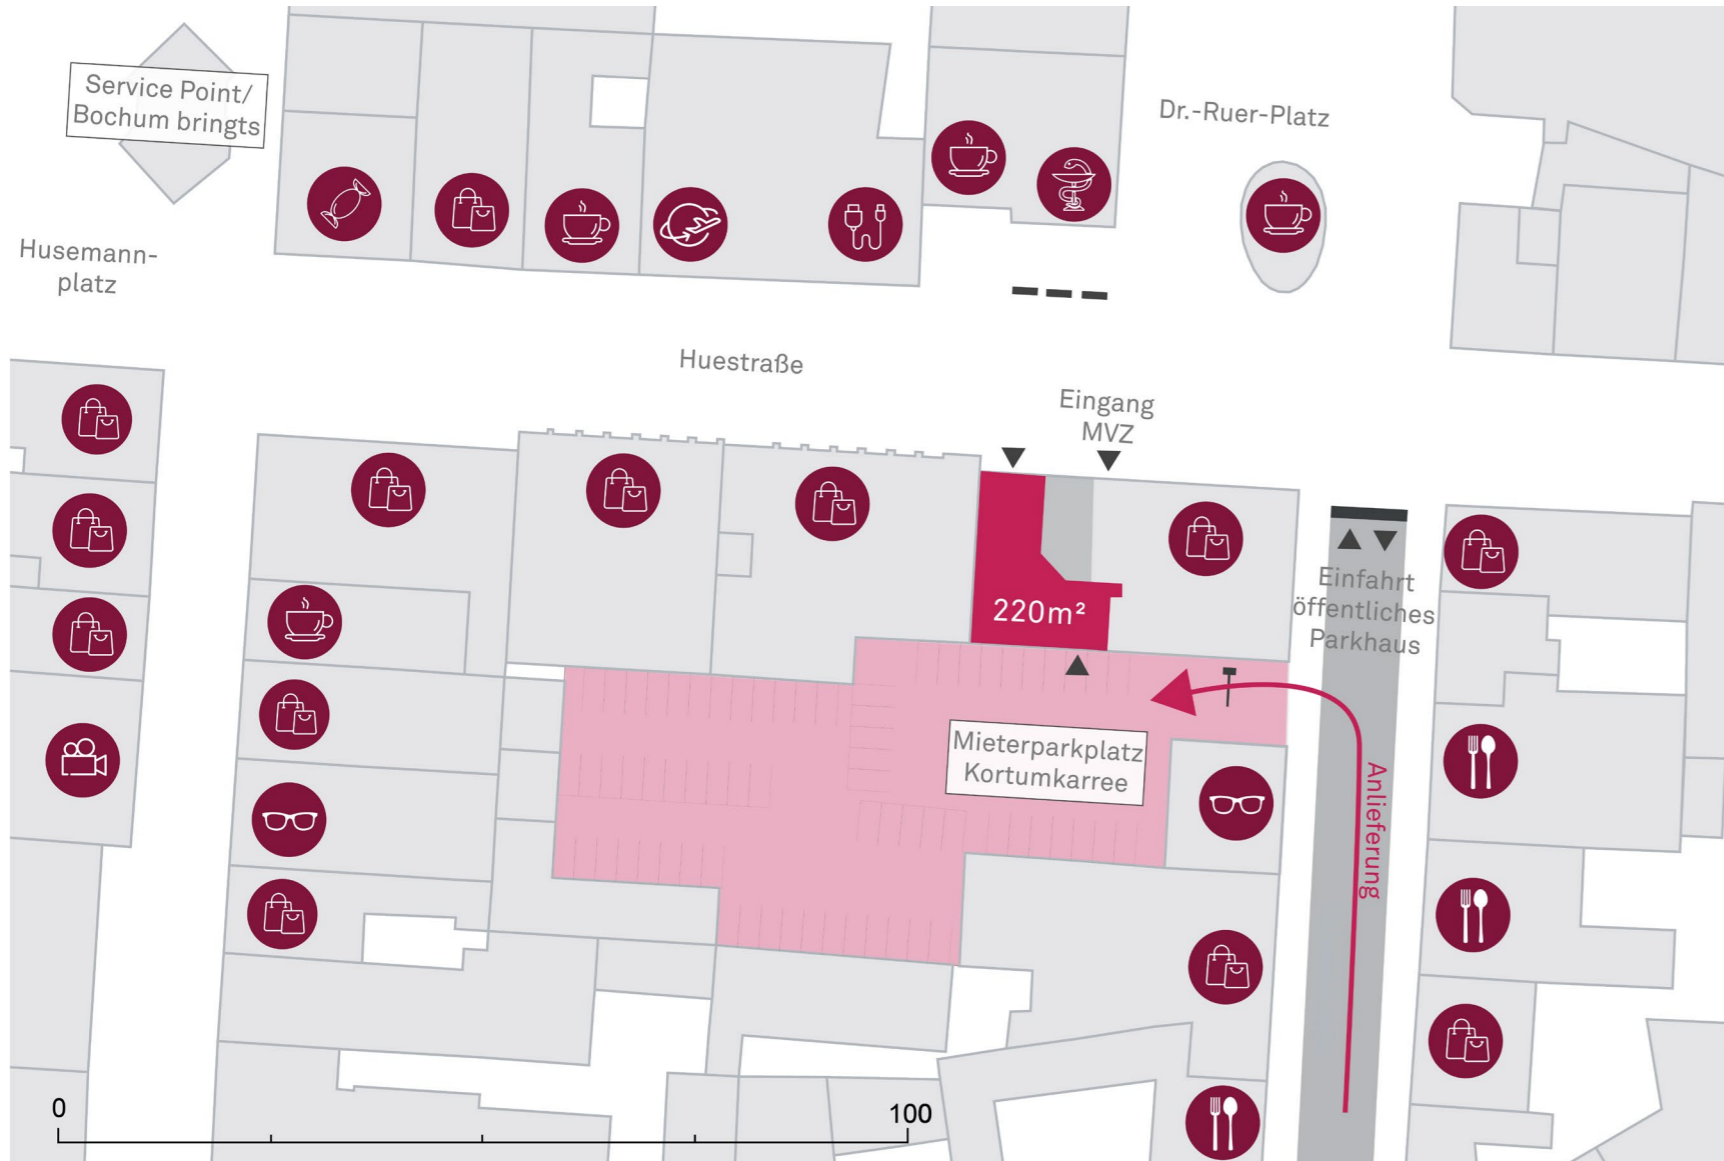 Service Point/
Bochum bringts
Dr.-Ruer-Platz
Husemann-
platz
Huestraße
Eingang
MVZ
220m²
Einfahrt
öffentliches
Parkhaus
Mieterparkplatz
Kortumkarree
Anlieferung
0
100